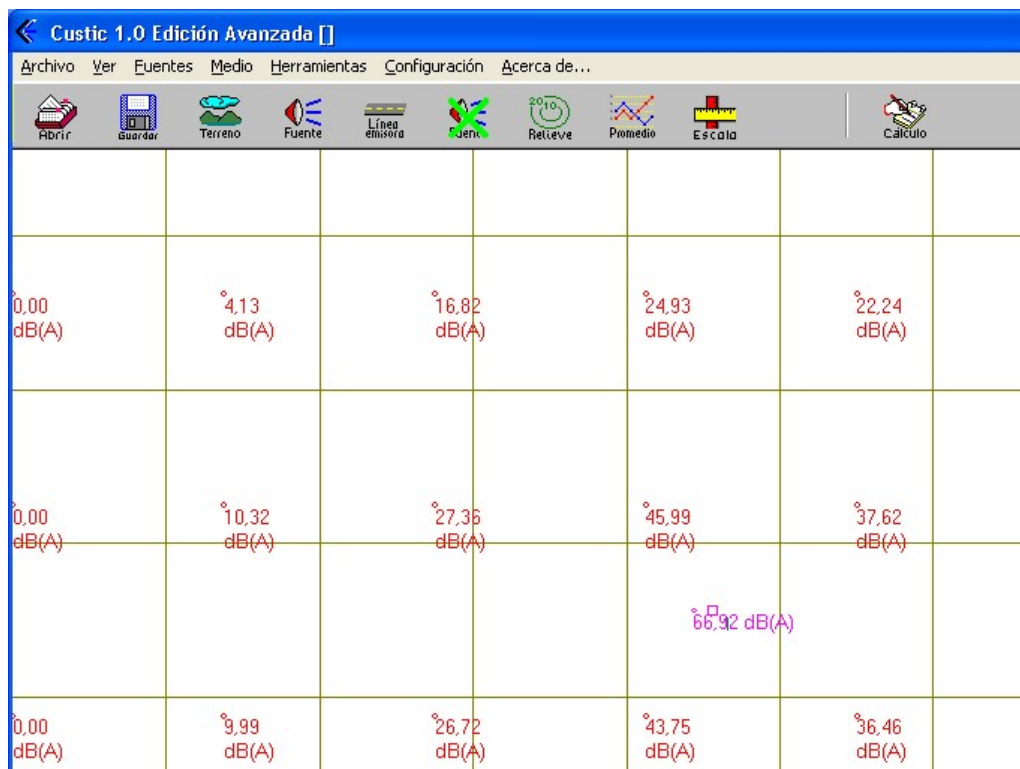 Custic 1.0 Edición Avanzada []
Archivo Ver Fuentes Medio Herramientas Configuración Acerca de...
Abrir Guardar Terreno Fuente Línea emisora 2010 Relieve Promedio Escala Cálculo
0,00 4,13 16,82 24,93 22,24
dB(A) dB(A) dB(A) dB(A) dB(A)
0,00 10,32 27,36 45,99 37,62
dB(A) dB(A) dB(A) dB(A) dB(A)
66,92 dB(A)
0,00 9,99 26,72 43,75 36,46
dB(A) dB(A) dB(A) dB(A) dB(A)